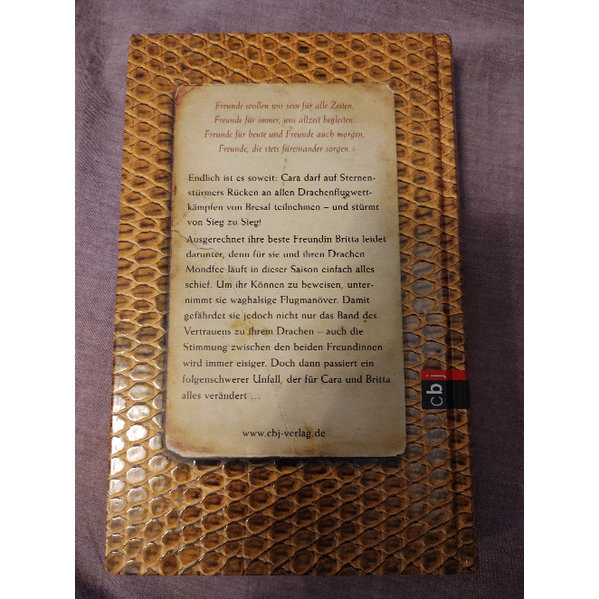 Freunde wollen wir sein für alle Zeiten,
Freunde für immer, uns allzeit begleiten,
Freunde für heute und Freunde auch morgen,
Freunde, die stets füreinander sorgen.
Endlich ist es soweit: Cara darf auf Sternen-
stürmers Rücken an allen Drachenflugwett-
kämpfen von Bresal teilnehmen – und stürmt
von Sieg zu Sieg!
Ausgerechnet ihre beste Freundin Britta leidet
darunter, denn für sie und ihren Drachen
Mondfee läuft in dieser Saison einfach alles
schief. Um ihr Können zu beweisen, unter-
nimmt sie waghalsige Flugmanöver. Damit
gefährdet sie jedoch nicht nur das Band des
Vertrauens zu ihrem Drachen – auch die
Stimmung zwischen den beiden Freundinnen
wird immer eisiger. Doch dann passiert ein
folgenschwerer Unfall, der für Cara und Britta
alles verändert ...
www.cbj-verlag.de
cbj